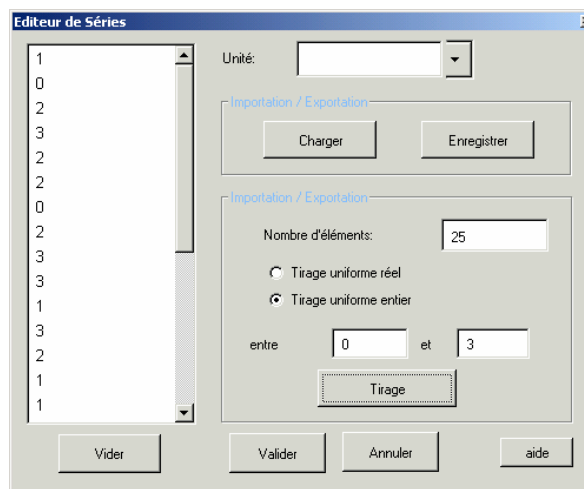 Editeur de Séries
1
0
2
3
2
2
0
2
3
3
1
3
2
1
1
Unité:
Importation / Exportation
Charger
Enregistrer
Importation / Exportation
Nombre d'éléments:
25
Tirage uniforme réel
Tirage uniforme entier
entre
0
et
3
Tirage
Vider
Valider
Annuler
aide